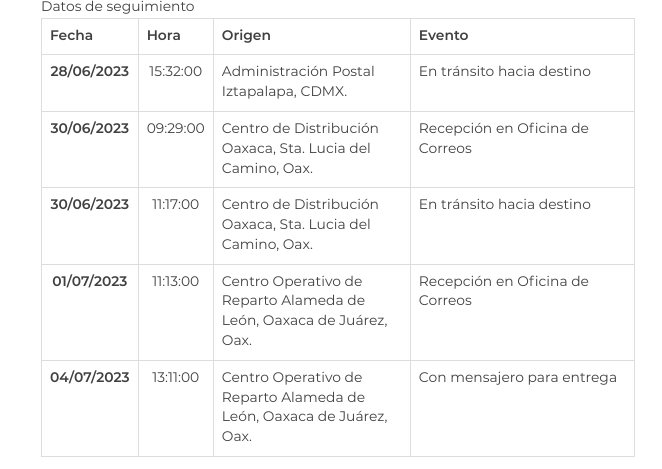 Datos de seguimiento
Fecha Hora Origen Evento
28/06/2023 15:32:00 Administración Postal En tránsito hacia destino
Iztapalapa, CDMX.
30/06/2023 09:29:00 Centro de Distribución Recepción en Oficina de
Oaxaca, Sta. Lucia del Correos
Camino, Oax.
30/06/2023 11:17:00 Centro de Distribución En tránsito hacia destino
Oaxaca, Sta. Lucia del
Camino, Oax.
01/07/2023 11:13:00 Centro Operativo de Recepción en Oficina de
Reparto Alameda de Correos
León, Oaxaca de Juárez,
Oax.
04/07/2023 13:11:00 Centro Operativo de Con mensajero para entrega
Reparto Alameda de
León, Oaxaca de Juárez,
Oax.